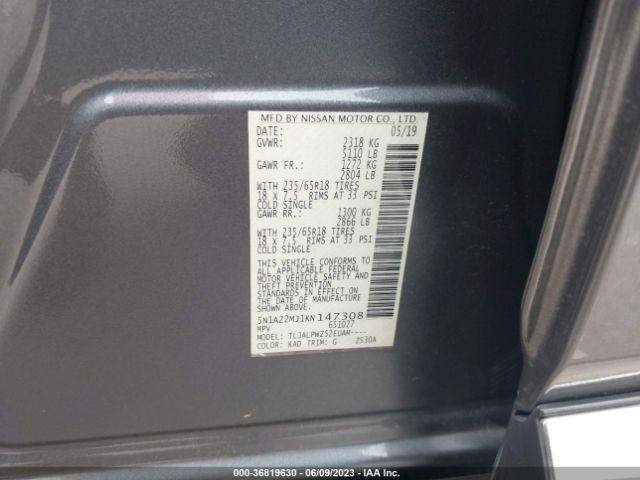 MFD BY NISSAN MOTOR CO., LTD.
DATE: 05/19
GVWR: 2318 KG
5110 LB
GAWR FR.: 1272 KG
2804 LB
WITH 235/65R18 TIRES
18 X 7.5 RIMS AT 33 PSI
COLD SINGLE
GAWR RR.: 1300 KG
2866 LB
WITH 235/65R18 TIRES
18 X 7.5 RIMS AT 33 PSI
COLD SINGLE
THIS VEHICLE CONFORMS TO
ALL APPLICABLE FEDERAL
MOTOR VEHICLE SAFETY AND
THEFT PREVENTION
STANDARDS IN EFFECT ON
THE DATE OF MANUFACTURE
SHOWN ABOVE.
5N1AZ2MJ1KN147308
MPV 651027
MODEL: TLJALPWZ52EUAM----
COLOR: KAD TRIM: G 2530A
000-36819630 - 06/09/2023 - IAA Inc.